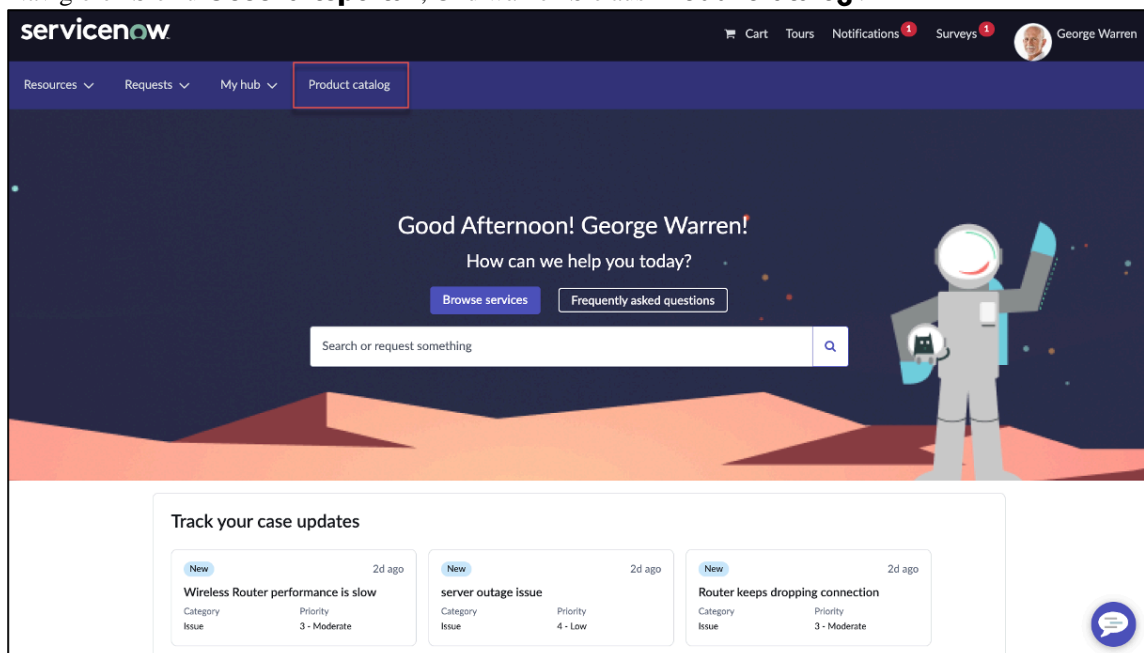 servicenow
Cart Tours Notifications 1 Surveys 1 George Warren
Resources Requests My hub Product catalog
Good Afternoon! George Warren!
How can we help you today?
Browse services Frequently asked questions
Search or request something
Track your case updates
New 2d ago New 2d ago New 2d ago
Wireless Router performance is slow server outage issue Router keeps dropping connection
Category Priority Category Priority Category Priority
Issue 3 - Moderate Issue 4 - Low Issue 3 - Moderate